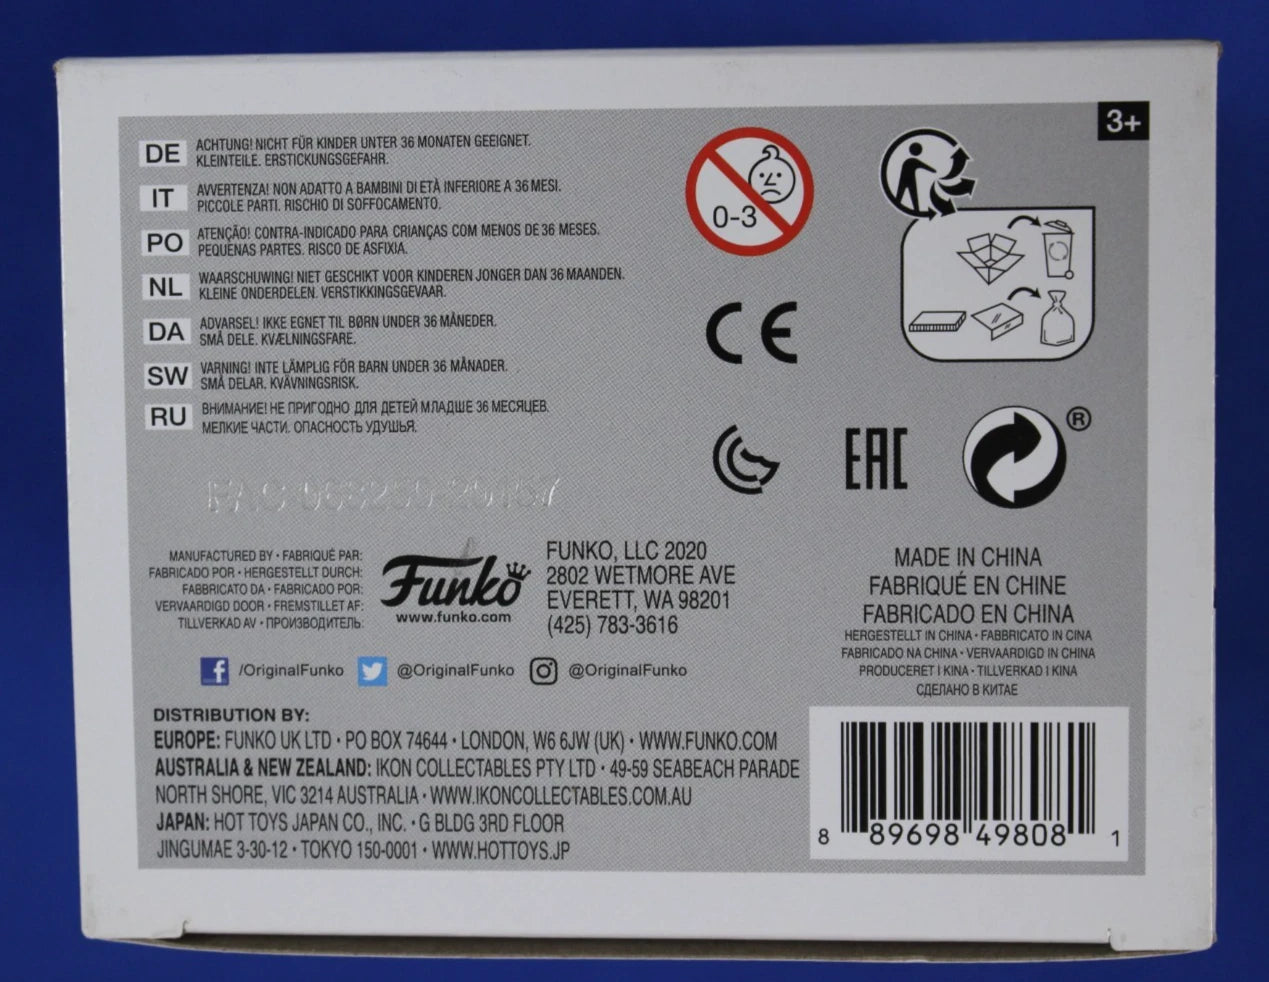 3+
DE
ACHTUNG! NICHT FÜR KINDER UNTER 36 MONATEN GEEIGNET.
KLEINTEILE. ERSTICKUNGSGEFAHR.
IT
AVVERTENZA! NON ADATTO A BAMBINI DI ETÀ INFERIORE A 36 MESI.
PICCOLE PARTI. RISCHIO DI SOFFOCAMENTO.
PO
ATENÇÃO! CONTRA-INDICADO PARA CRIANÇAS COM MENOS DE 36 MESES.
PEQUENAS PARTES. RISCO DE ASFIXIA.
NL
WAARSCHUWING! NIET GESCHIKT VOOR KINDEREN JONGER DAN 36 MAANDEN.
KLEINE ONDERDELEN. VERSTIKKINGSGEVAAR.
DA
ADVARSEL! IKKE EGNET TIL BØRN UNDER 36 MÅNEDER.
SMÅ DELE. KVÆLNINGSFARE.
SW
VARNING! INTE LÄMPLIG FÖR BARN UNDER 36 MÅNADER.
SMÅ DELAR. KVÄVNINGSRISK.
RU
ВНИМАНИЕ! НЕ ПРИГОДНО ДЛЯ ДЕТЕЙ МЛАДШЕ 36 МЕСЯЦЕВ.
МЕЛКИЕ ЧАСТИ. ОПАСНОСТЬ УДУШЬЯ.
0-3
CE
EAC
®
FAC
MANUFACTURED BY • FABRIQUÉ PAR:
FABRICADO POR • HERGESTELLT DURCH:
FABBRICATO DA • FABRICADO POR:
VERVAARDIGD DOOR • FREMSTILLET AF:
TILLVERKAD AV • ПРОИЗВОДИТЕЛЬ:
Funko
www.funko.com
FUNKO, LLC 2020
2802 WETMORE AVE
EVERETT, WA 98201
(425) 783-3616
MADE IN CHINA
FABRIQUÉ EN CHINE
FABRICADO EN CHINA
HERGESTELLT IN CHINA • FABBRICATO IN CINA
FABRICADO NA CHINA • VERVAARDIGD IN CHINA
PRODUCERET I KINA • TILLVERKAD I KINA
СДЕЛАНО В КИТАЕ
/OriginalFunko @OriginalFunko @OriginalFunko
DISTRIBUTION BY:
EUROPE: FUNKO UK LTD • PO BOX 74644 • LONDON, W6 6JW (UK) • WWW.FUNKO.COM
AUSTRALIA & NEW ZEALAND: IKON COLLECTABLES PTY LTD • 49-59 SEABEACH PARADE
NORTH SHORE, VIC 3214 AUSTRALIA • WWW.IKONCOLLECTABLES.COM.AU
JAPAN: HOT TOYS JAPAN CO., INC. • G BLDG 3RD FLOOR
JINGUMAE 3-30-12 • TOKYO 150-0001 • WWW.HOTTOYS.JP
8 89698 49808 1